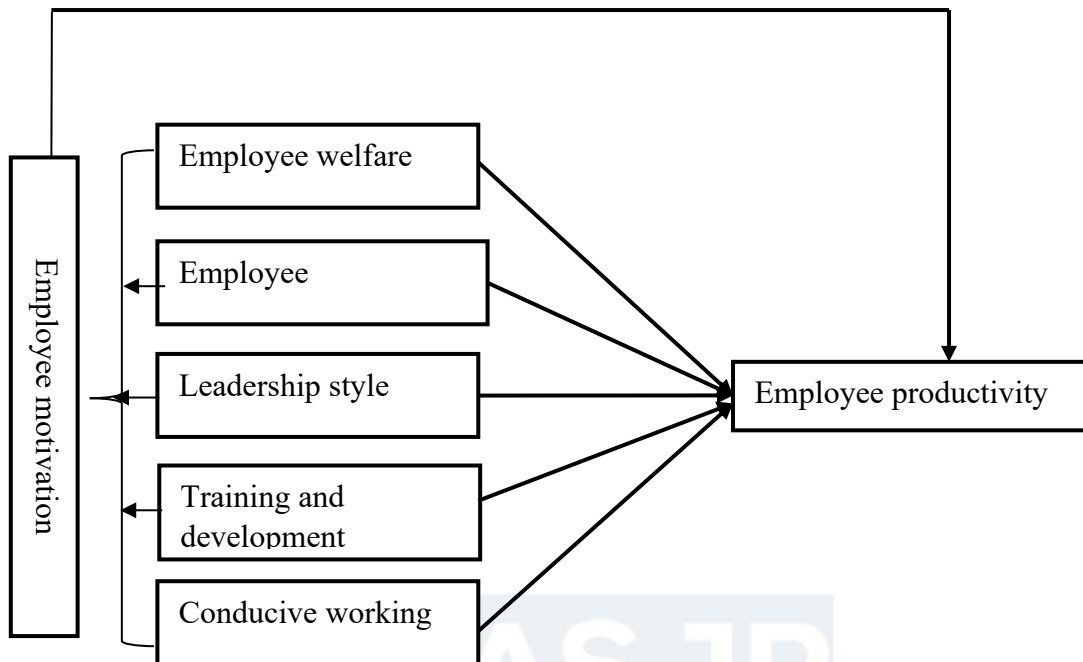 Employee welfare
Employee
Employee motivation
Leadership style
Employee productivity
Training and
development
Conducive working